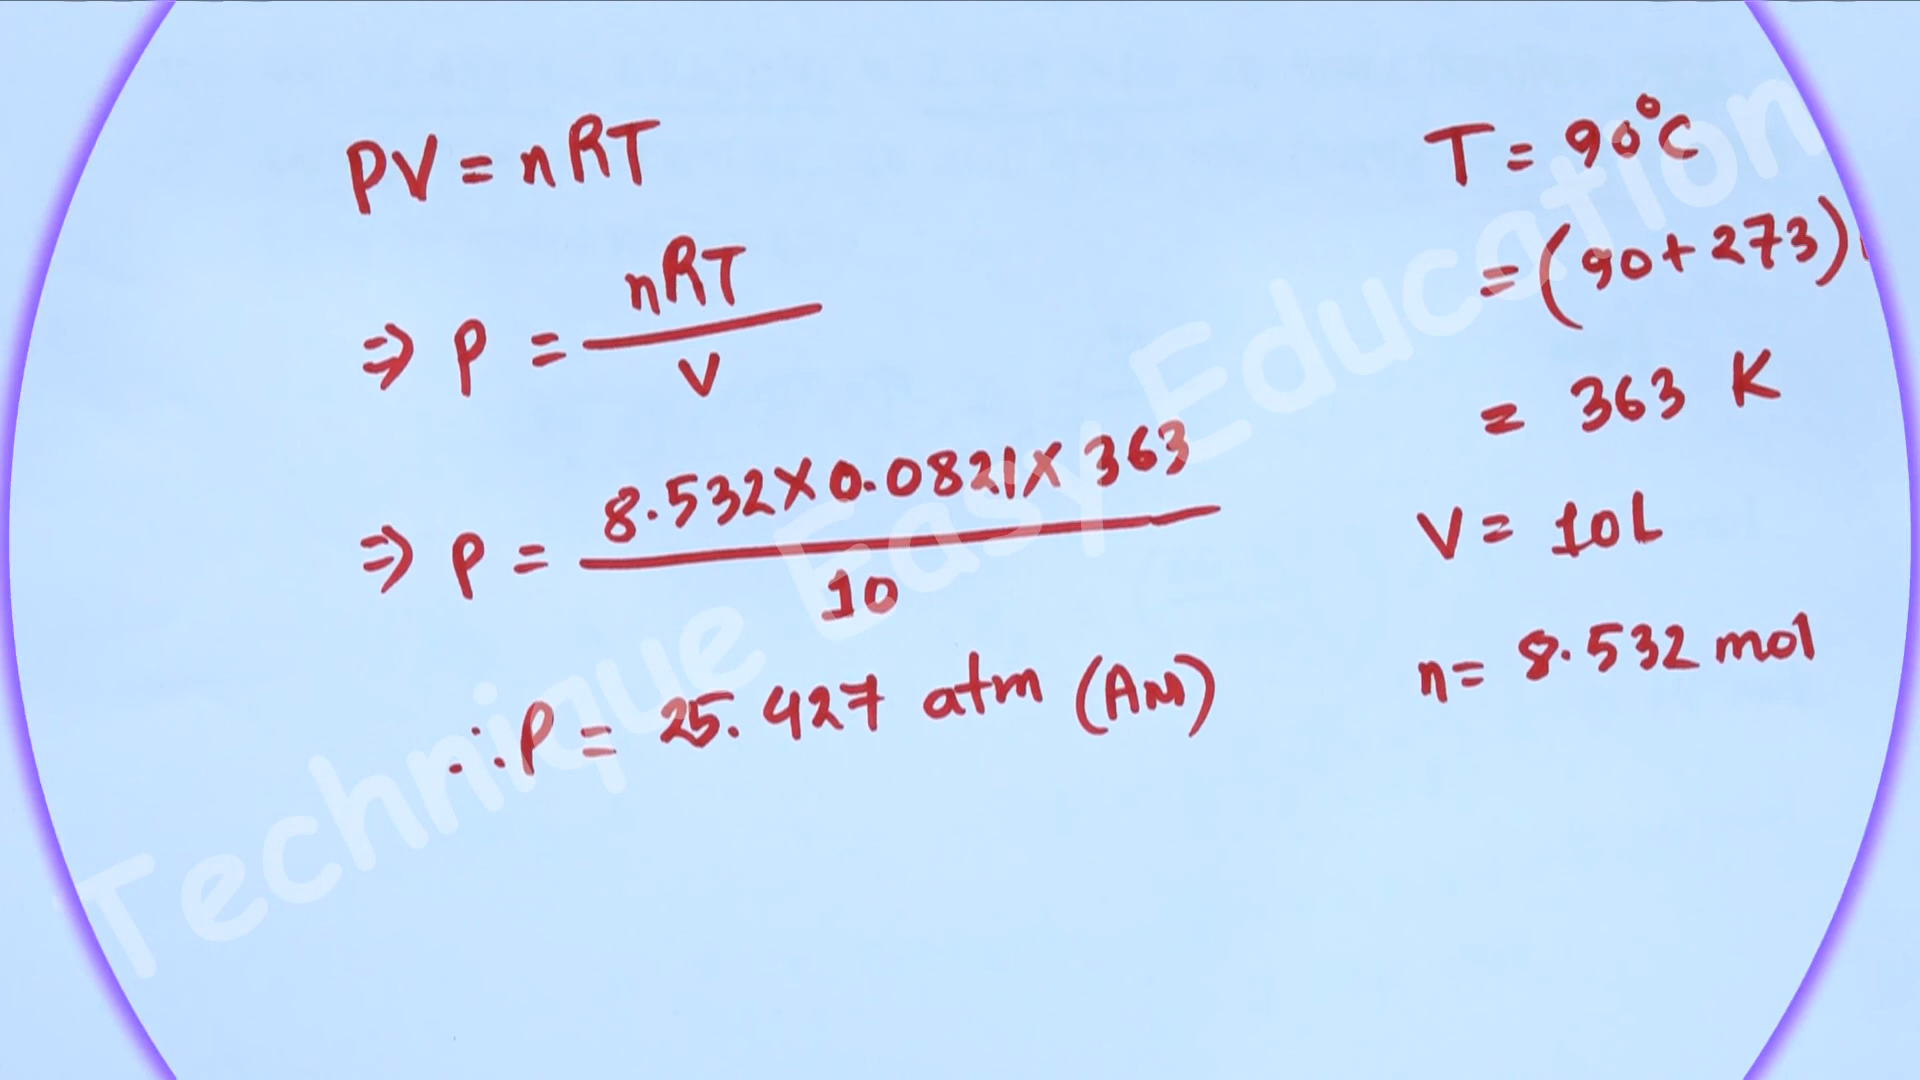 PV = nRT
⇒ P = nRT / V
⇒ P = 8.532 X 0.0821 X 363 / 10
∴ P = 25.427 atm (AM)
T = 90°C
= (90 + 273)
= 363 K
V = 10L
n = 8.532 mol
Technique Easy Education